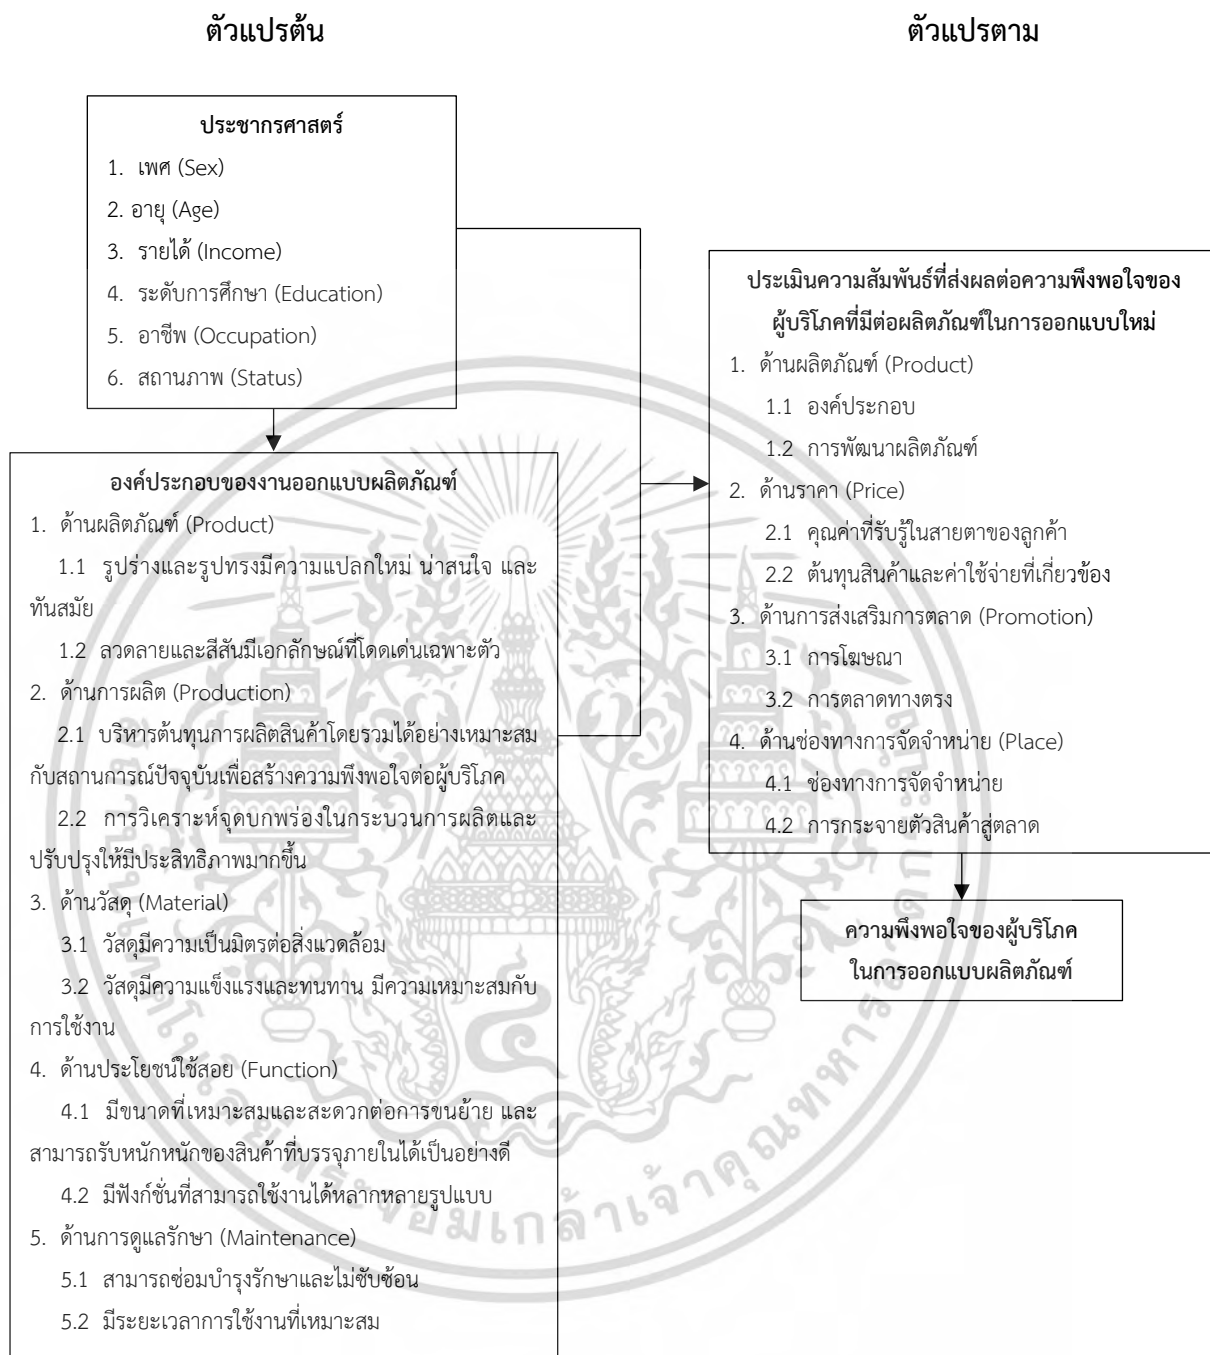 ตัวแปรต้น
ตัวแปรตาม
ประชากรศาสตร์
1. เพศ (Sex)
2. อายุ (Age)
3. รายได้ (Income)
4. ระดับการศึกษา (Education)
5. อาชีพ (Occupation)
6. สถานภาพ (Status)
องค์ประกอบของงานออกแบบผลิตภัณฑ์
1. ด้านผลิตภัณฑ์ (Product)
1.1 รูปร่างและรูปทรงมีความแปลกใหม่ น่าสนใจ และ
ทันสมัย
1.2 ลวดลายและสีสันมีเอกลักษณ์ที่โดดเด่นเฉพาะตัว
2. ด้านการผลิต (Production)
2.1 บริหารต้นทุนการผลิตสินค้าโดยรวมได้อย่างเหมาะสม
กับสถานการณ์ปัจจุบันเพื่อสร้างความพึงพอใจต่อผู้บริโภค
2.2 การวิเคราะห์จุดบกพร่องในกระบวนการผลิตและ
ปรับปรุงให้มีประสิทธิภาพมากขึ้น
3. ด้านวัสดุ (Material)
3.1 วัสดุมีความเป็นมิตรต่อสิ่งแวดล้อม
3.2 วัสดุมีความแข็งแรงและทนทาน มีความเหมาะสมกับ
การใช้งาน
4. ด้านประโยชน์ใช้สอย (Function)
4.1 มีขนาดที่เหมาะสมและสะดวกต่อการขนย้าย และ
สามารถรับหนักหนักของสินค้าที่บรรจุภายในได้เป็นอย่างดี
4.2 มีฟังก์ชั่นที่สามารถใช้งานได้หลากหลายรูปแบบ
5. ด้านการดูแลรักษา (Maintenance)
5.1 สามารถซ่อมบำรุงรักษาและไม่ซับซ้อน
5.2 มีระยะเวลาการใช้งานที่เหมาะสม
ประเมินความสัมพันธ์ที่ส่งผลต่อความพึงพอใจของ
ผู้บริโภคที่มีต่อผลิตภัณฑ์ในการออกแบบใหม่
1. ด้านผลิตภัณฑ์ (Product)
1.1 องค์ประกอบ
1.2 การพัฒนาผลิตภัณฑ์
2. ด้านราคา (Price)
2.1 คุณค่าที่รับรู้ในสายตาของลูกค้า
2.2 ต้นทุนสินค้าและค่าใช้จ่ายที่เกี่ยวข้อง
3. ด้านการส่งเสริมการตลาด (Promotion)
3.1 การโฆษณา
3.2 การตลาดทางตรง
4. ด้านช่องทางการจัดจำหน่าย (Place)
4.1 ช่องทางการจัดจำหน่าย
4.2 การกระจายตัวสินค้าสู่ตลาด
ความพึงพอใจของผู้บริโภค
ในการออกแบบผลิตภัณฑ์